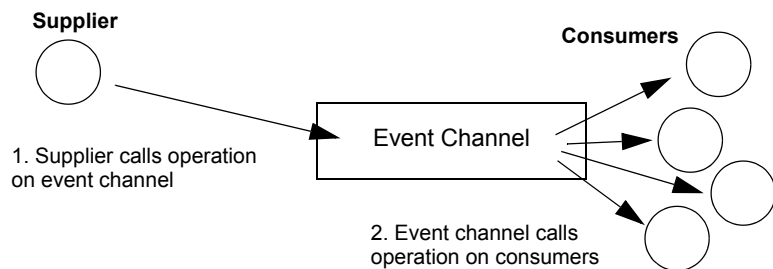 Supplier
Consumers
Event Channel
1. Supplier calls operation
on event channel
2. Event channel calls
operation on consumers